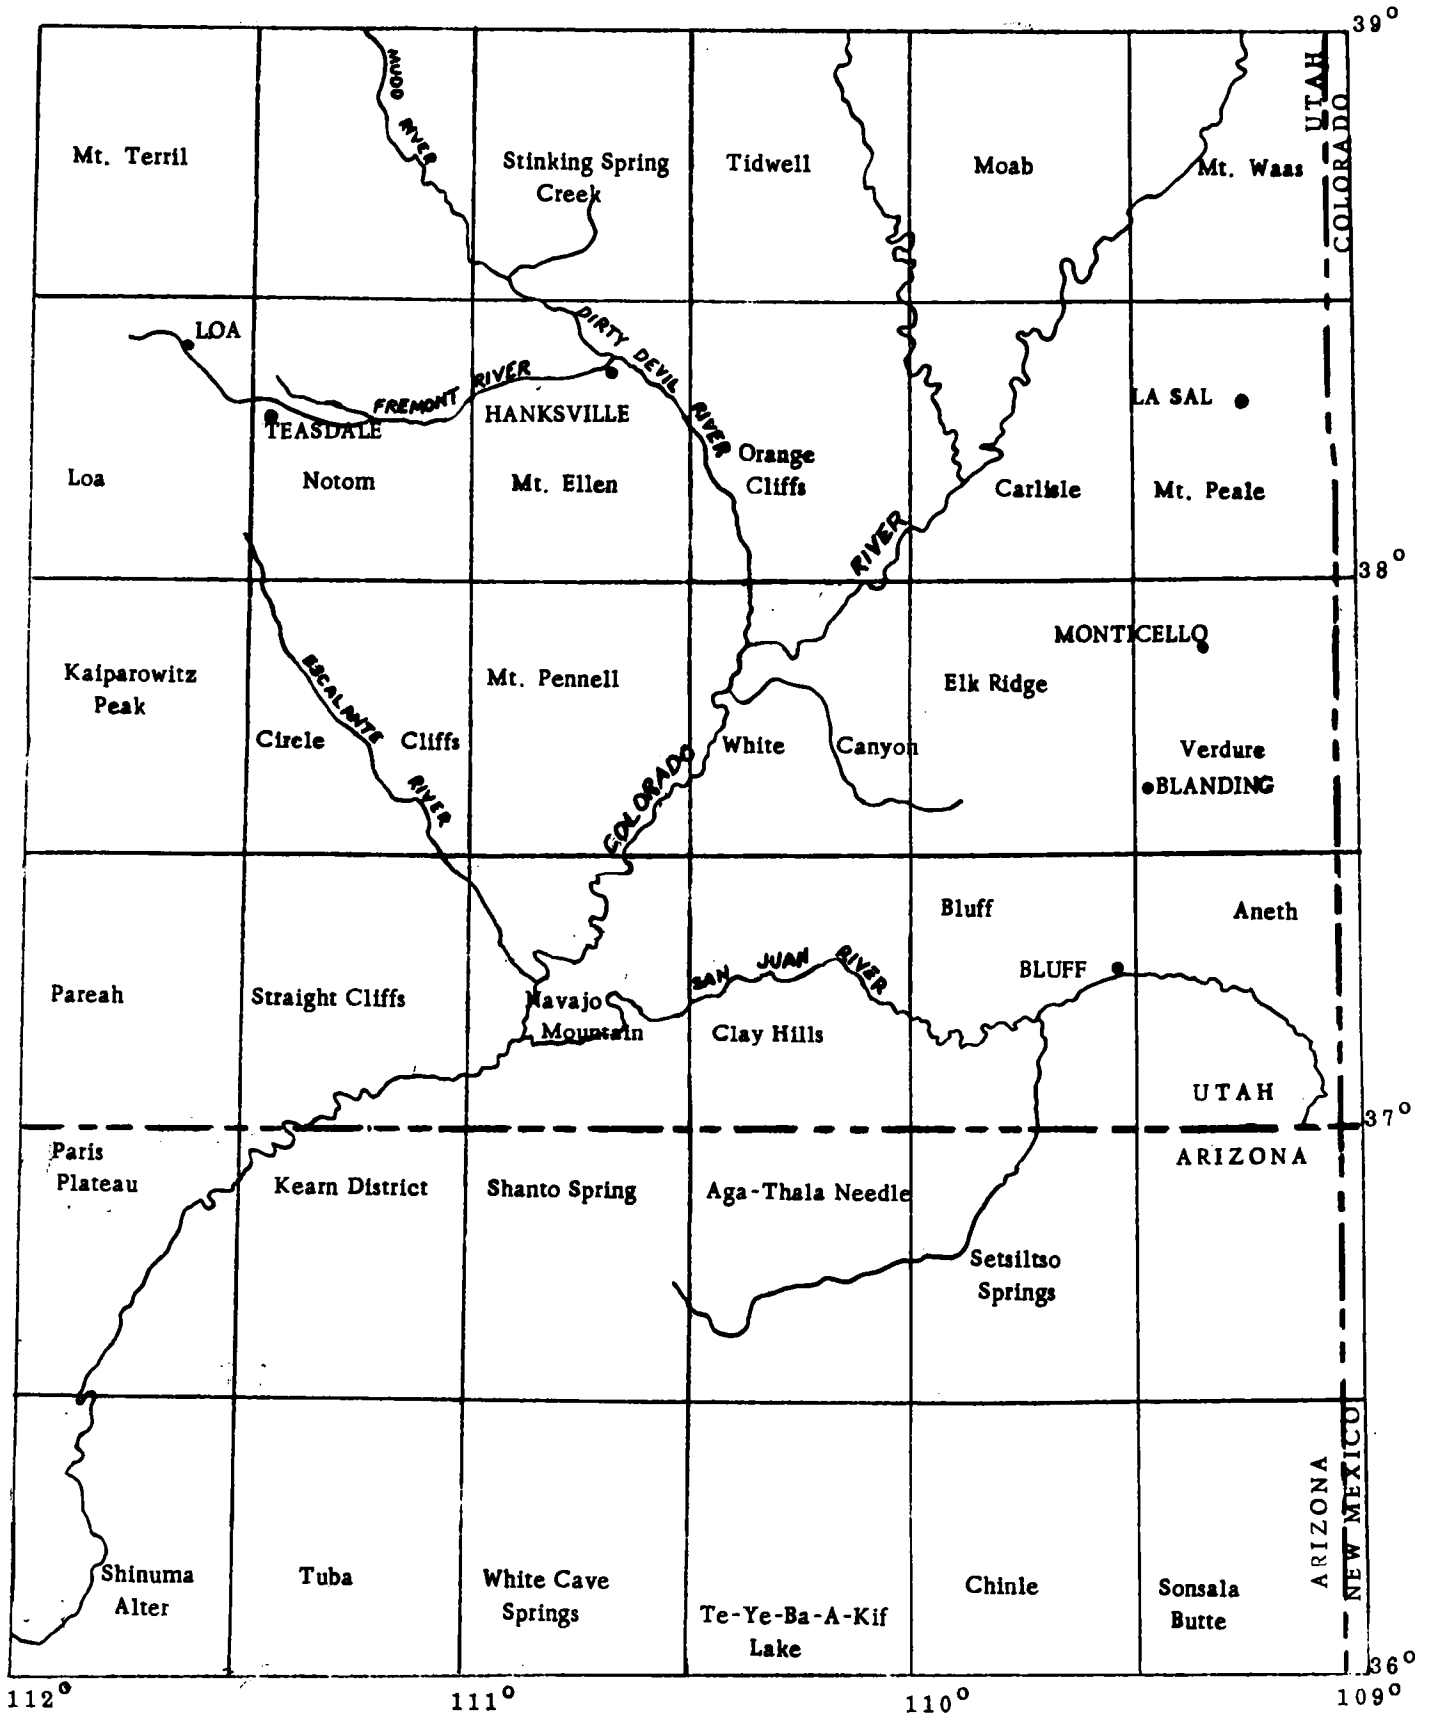 39°
UTAH
COLORADO
MUDD RIVER
Mt. Terril
Stinking Spring
Creek
Tidwell
Moab
Mt. Waas
LOA
DIRTY DEVIL RIVER
FREMONT RIVER
TEASDALE
HANKSVILLE
LA SAL
Loa
Notom
Mt. Ellen
Orange
Cliffs
Carlisle
Mt. Peale
RIVER
38°
MONTICELLO
Kaiparowitz
Peak
ESCALANTE RIVER
Mt. Pennell
Elk Ridge
Circle Cliffs
COLORADO
White Canyon
Verdure
BLANDING
Bluff
Aneth
Pareah
Straight Cliffs
Navajo
Mountain
SAN JUAN RIVER
Clay Hills
BLUFF
UTAH
37°
ARIZONA
Paris
Plateau
Kearn District
Shanto Spring
Aga-Thala Needle
Setsiltso
Springs
ARIZONA
NEW MEXICO
Shinuma
Alter
Tuba
White Cave
Springs
Te-Ye-Ba-A-Kif
Lake
Chinle
Sonsala
Butte
36°
112°
111°
110°
109°